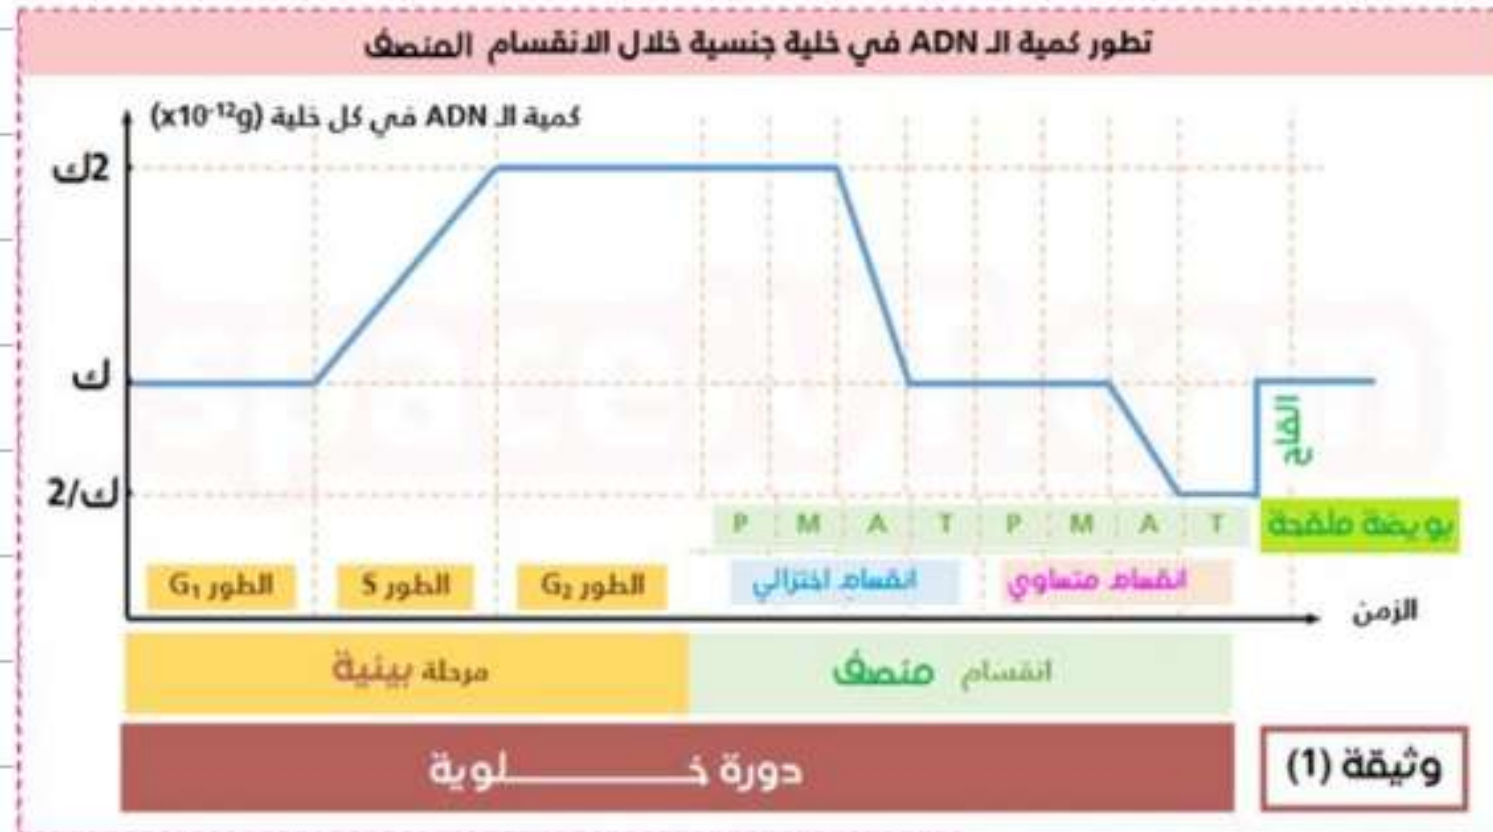 تطور كمية الـ ADN في خلية جنسية خلال الانقسام المنصف
كمية الـ ADN في كل خلية (x10⁻¹²g)
2ك
ك
ك/2
القاح
P M A T P M A T
بويضة ملقحة
الطور G₁
الطور S
الطور G₂
انقسام اختزالي
انقسام متساوي
الزمن
مرحلة بينية
انقسام منصف
دورة خـــــلوية
وثيقة (1)